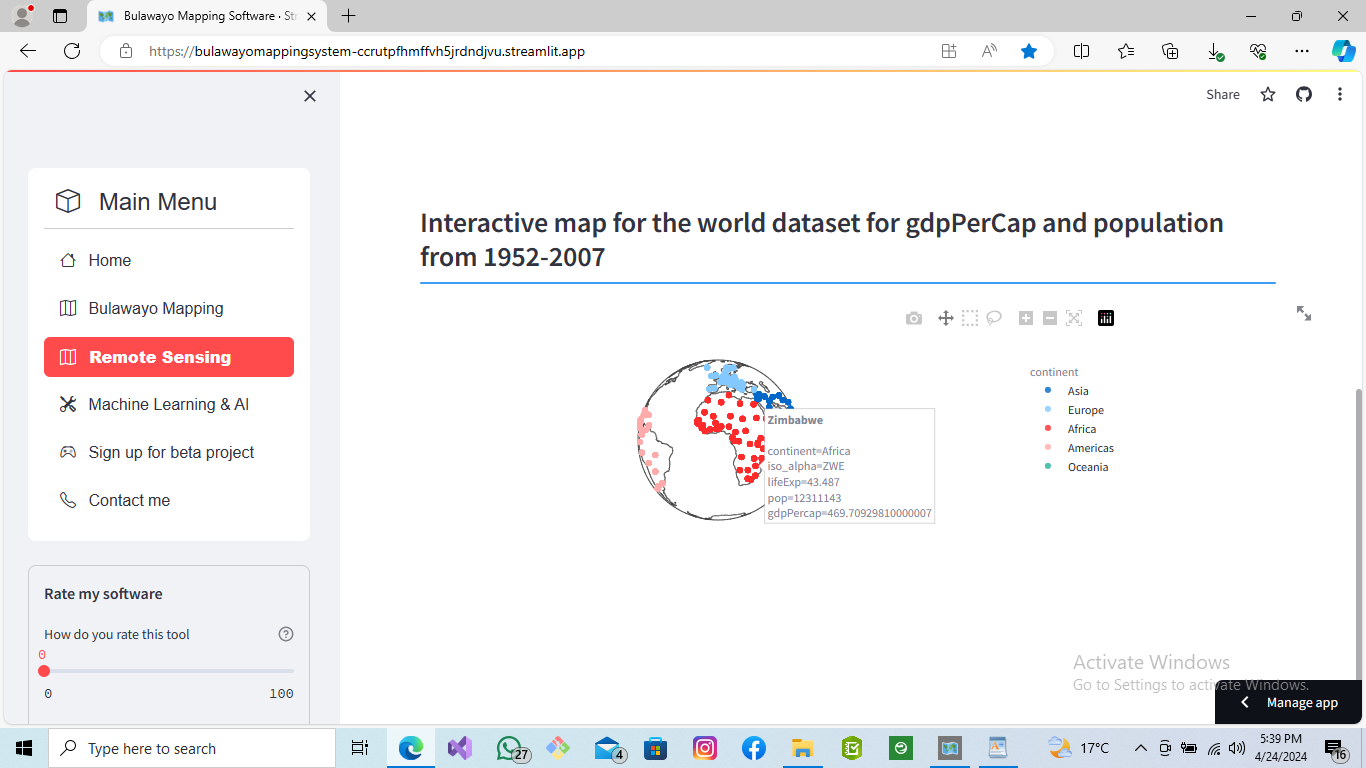 Bulawayo Mapping Software · Str
https://bulawayomappingsystem-ccrutpfhmffvh5jrdndjvu.streamlit.app
Share
Main Menu
Home
Bulawayo Mapping
Remote Sensing
Machine Learning & AI
Sign up for beta project
Contact me
Rate my software
How do you rate this tool
0
0 100
Interactive map for the world dataset for gdpPerCap and population
from 1952-2007
continent
Asia
Europe
Africa
Americas
Oceania
Zimbabwe
continent=Africa
iso_alpha=ZWE
lifeExp=43.487
pop=12311143
gdpPercap=469.70929810000007
Activate Windows
Go to Settings to activate Windows.
Manage app
Type here to search
27
4
17°C
5:39 PM
4/24/2024
16